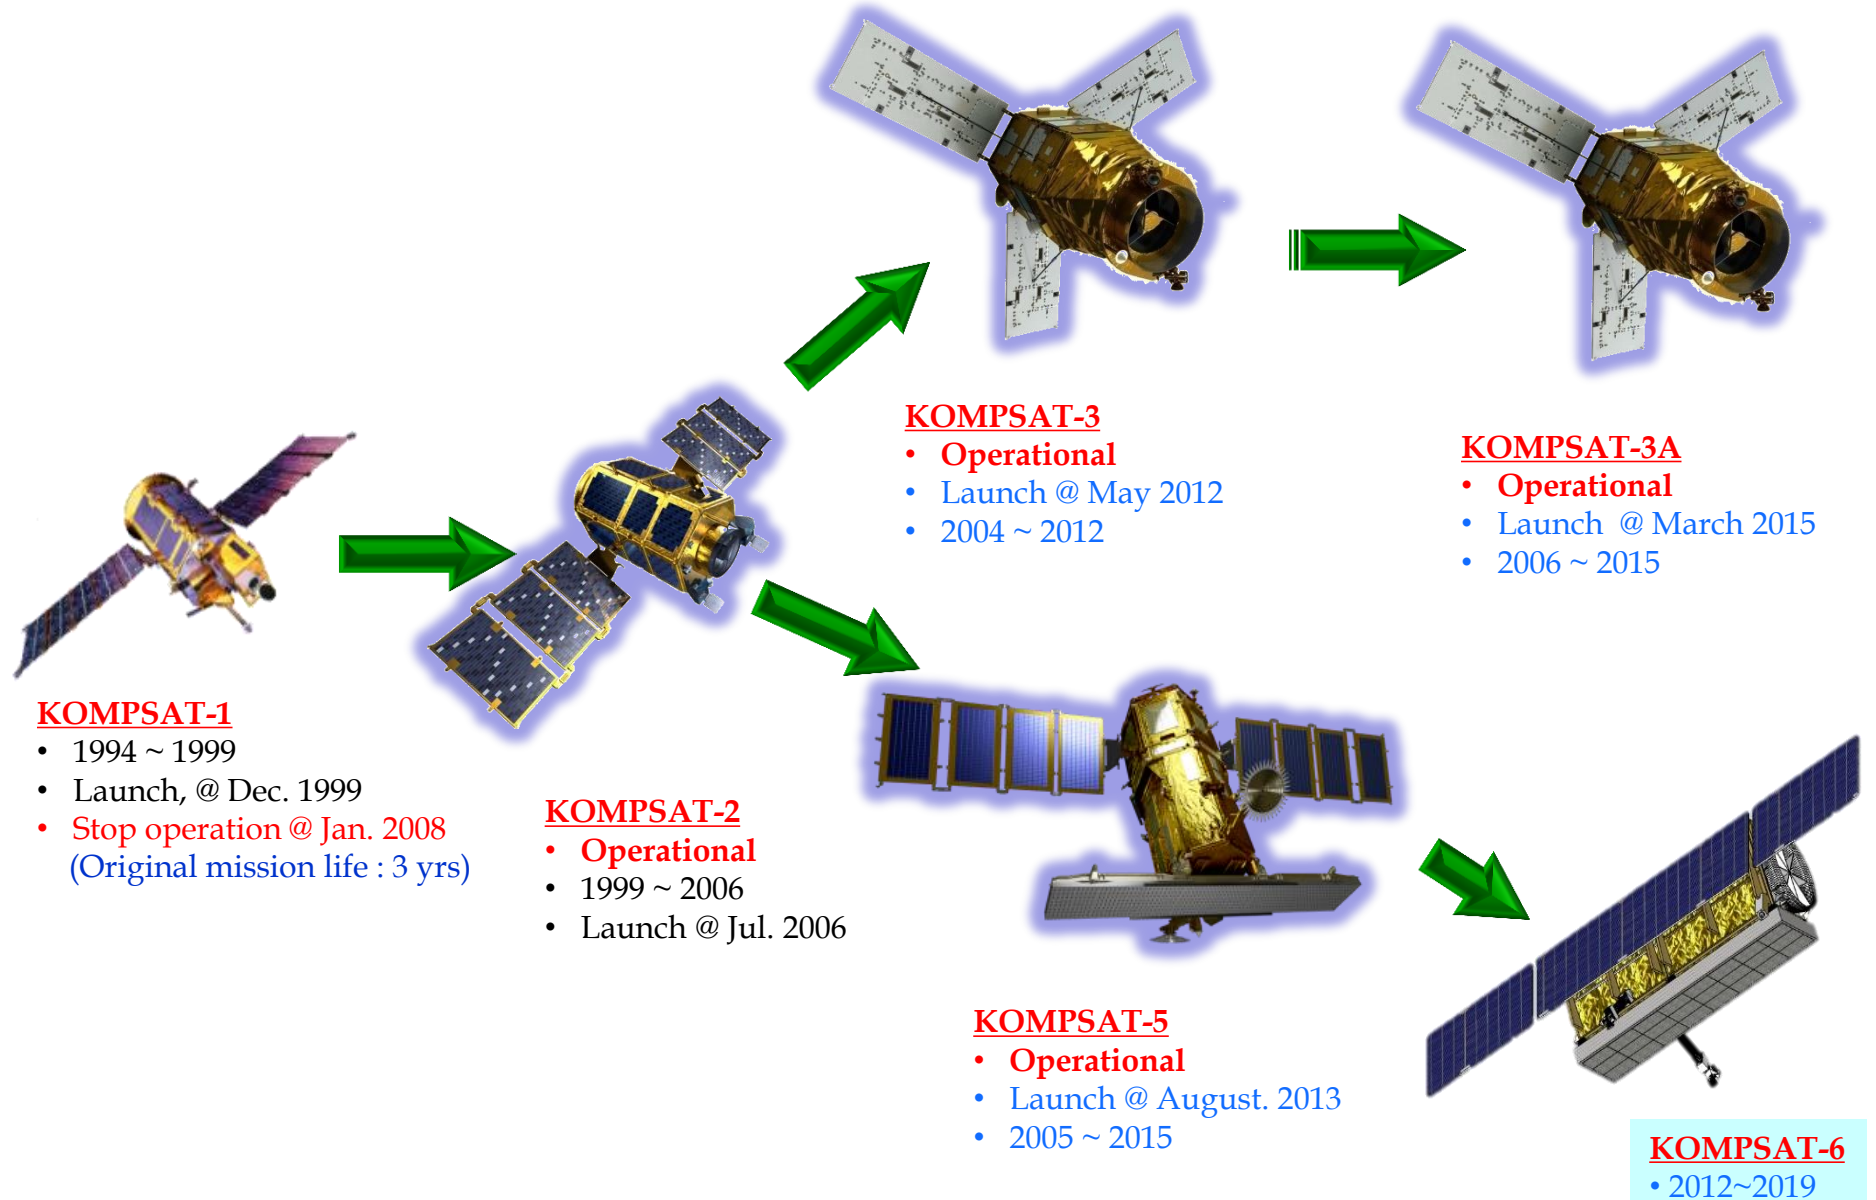 KOMPSAT-3
• Operational
• Launch @ May 2012
• 2004 ~ 2012
KOMPSAT-3A
• Operational
• Launch @ March 2015
• 2006 ~ 2015
KOMPSAT-1
• 1994 ~ 1999
• Launch, @ Dec. 1999
• Stop operation @ Jan. 2008
(Original mission life : 3 yrs)
KOMPSAT-2
• Operational
• 1999 ~ 2006
• Launch @ Jul. 2006
KOMPSAT-5
• Operational
• Launch @ August. 2013
• 2005 ~ 2015
KOMPSAT-6
• 2012~2019